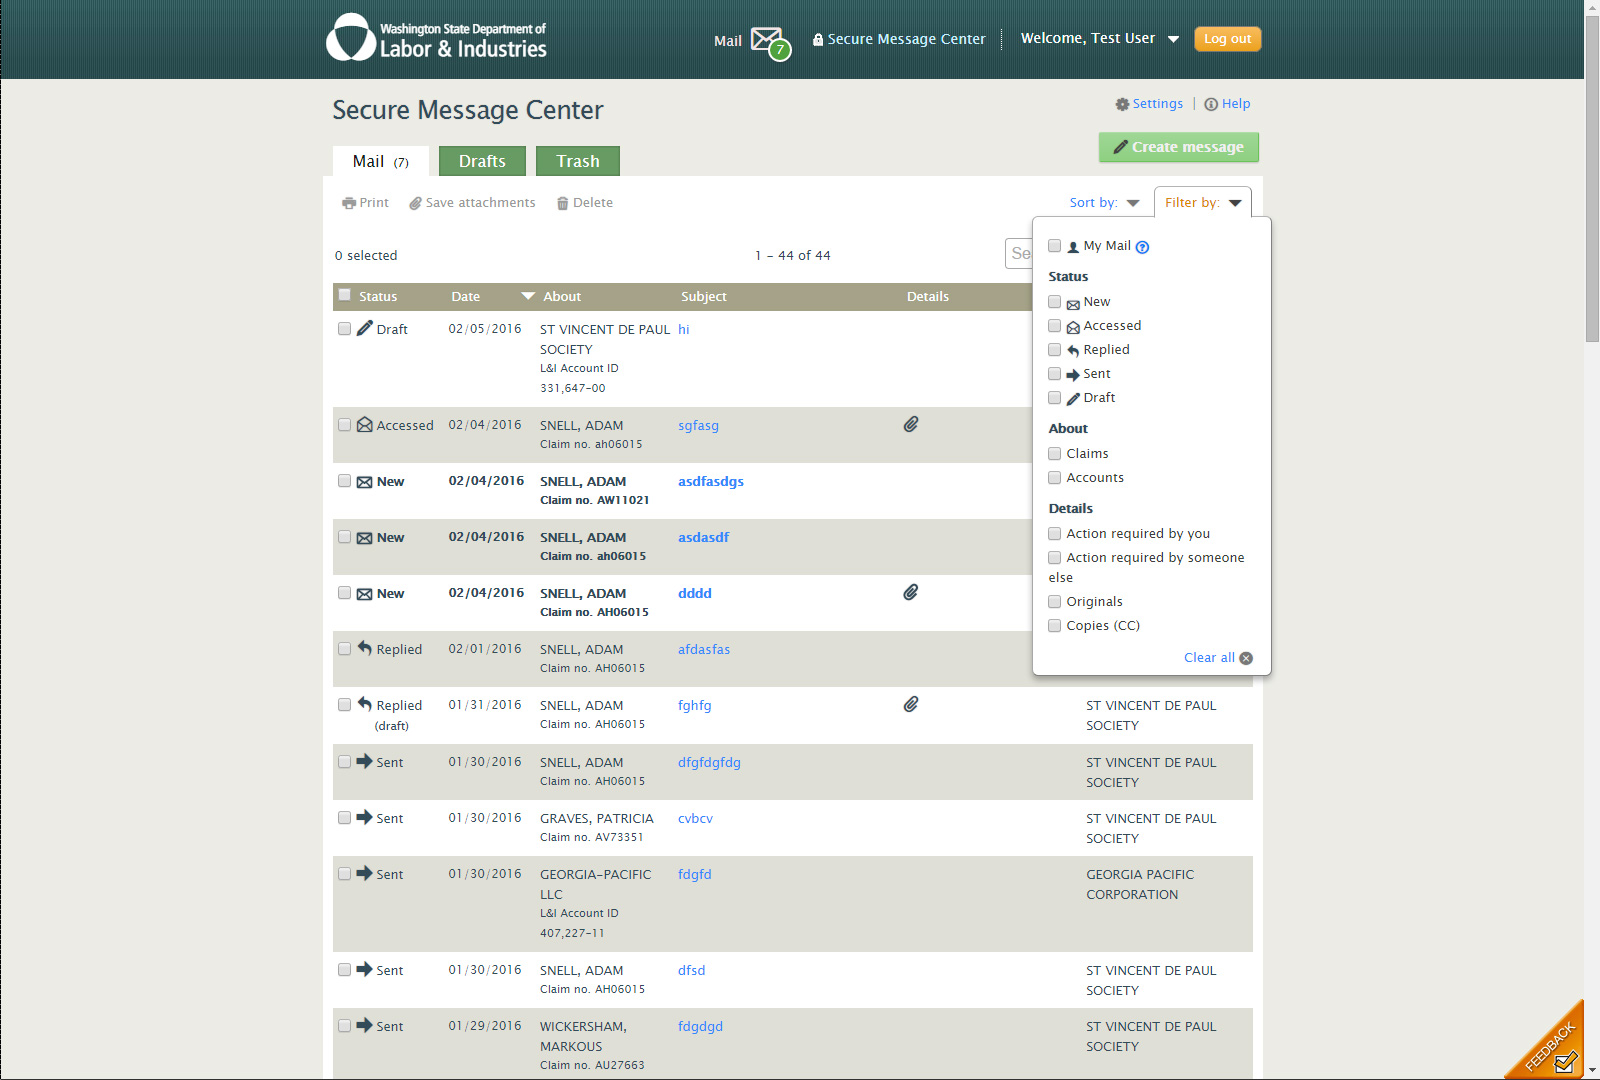 Washington State Department of
Labor & Industries
Mail 7 Secure Message Center Welcome, Test User Log out
Secure Message Center
Settings | Help
Create message
Mail (7) Drafts Trash
Print Save attachments Delete
Sort by: Filter by:
0 selected 1 - 44 of 44 Se
Status Date About Subject Details
Draft 02/05/2016 ST VINCENT DE PAUL hi
SOCIETY
L&I Account ID
331,647-00
Accessed 02/04/2016 SNELL, ADAM sgfasg
Claim no. ah06015
New 02/04/2016 SNELL, ADAM asdfasdgs
Claim no. AW11021
New 02/04/2016 SNELL, ADAM asdasdf
Claim no. ah06015
New 02/04/2016 SNELL, ADAM dddd
Claim no. AH06015
Replied 02/01/2016 SNELL, ADAM afdasfas
Claim no. AH06015
Replied 01/31/2016 SNELL, ADAM fghfg ST VINCENT DE PAUL
(draft) Claim no. AH06015 SOCIETY
Sent 01/30/2016 SNELL, ADAM dfgfdgfdg ST VINCENT DE PAUL
Claim no. AH06015 SOCIETY
Sent 01/30/2016 GRAVES, PATRICIA cvbcv ST VINCENT DE PAUL
Claim no. AV73351 SOCIETY
Sent 01/30/2016 GEORGIA-PACIFIC fdgfd GEORGIA PACIFIC
LLC CORPORATION
L&I Account ID
407,227-11
Sent 01/30/2016 SNELL, ADAM dfsd ST VINCENT DE PAUL
Claim no. AH06015 SOCIETY
Sent 01/29/2016 WICKERSHAM, fdgdgd ST VINCENT DE PAUL
MARKOUS SOCIETY
Claim no. AU27663
My Mail ?
Status
New
Accessed
Replied
Sent
Draft
About
Claims
Accounts
Details
Action required by you
Action required by someone
else
Originals
Copies (CC)
Clear all
FEEDBACK